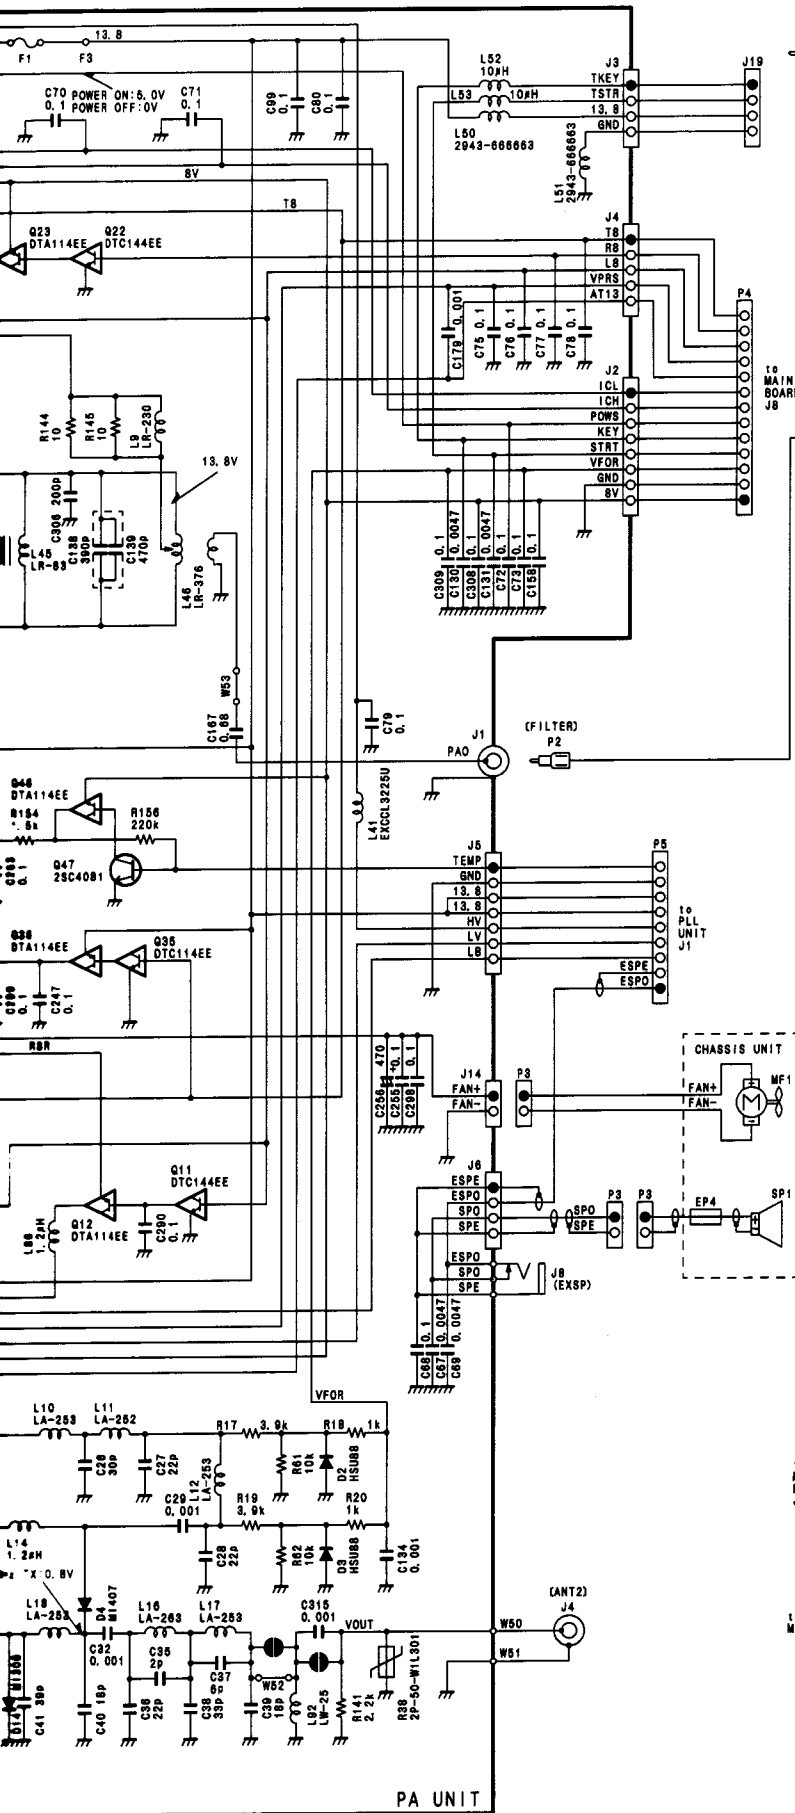 13. 8
F1
F3
C70
0. 1
POWER ON:5. 0V
POWER OFF:0V
C71
0. 1
C99
0. 1
C80
0. 1
L52
10μH
L53
10μH
L50
2943-666663
L51
2943-666663
J3
TKEY
TSTR
13. 8
GND
J19
8V
T8
Q23
DTA114EE
Q22
DTC144EE
J4
T8
R8
L8
VPRS
AT13
P4
C179 0. 001
C75 0. 1
C76 0. 1
C77 0. 1
C78 0. 1
to
MAIN
BOARD
J8
J2
ICL
ICH
POWS
KEY
STRT
VFOR
GND
8V
R144
10
R145
10
L9
LR-230
13. 8V
C306 200p
L45
LR-83
C138
390p
C139
470p
L46
LR-376
C309 0. 1
C130 0. 0047
C308 0. 1
C131 0. 0047
C72 0. 1
C73 0. 1
C158 0. 1
W53
C167
0. 68
C79
0. 1
J1
PAO
(FILTER)
P2
L41
EXCCL3225U
Q46
DTA114EE
R154
R156
220k
Q47
2SC4081
0. 1
J5
TEMP
GND
13. 8
13. 8
HV
LV
L8
P5
to
PLL
UNIT
J1
ESPE
ESPO
Q36
DTA114EE
Q35
DTC114EE
0. 1
C247
0. 1
R8R
C256 470
C255 0. 1
C298 0. 1
J14
FAN+
FAN-
P3
FAN+
FAN-
CHASSIS UNIT
MF1
Q11
DTC144EE
Q12
DTA114EE
C290
0. 1
1. 2μH
J6
ESPE
ESPO
SPO
SPE
SPO
SPE
P3
P3
EP4
SP1
ESPO
SPO
SPE
J8
(EXSP)
C68 0. 1
C67 0. 0047
C69 0. 0047
VFOR
L10
LA-253
L11
LA-252
C26
30p
C27
22p
L12
LA-253
R17
3. 9k
R18
1k
R61
10k
D2
HSU88
C29
0. 001
R19
3. 9k
R20
1k
C28
22p
R62
10k
D3
HSU88
C134
0. 001
L14
1. 2μH
TX:0. 8V
L18
LA-253
D4
MI407
C32
0. 001
L16
LA-263
L17
LA-253
C35
2p
C37
6p
C315
0. 001
VOUT
W52
W50
W51
(ANT2)
J4
D14
C41 39p
C40 18p
C36
22p
C38
33p
C39
18p
L92
LW-25
R141
2. 2k
R38
2P-50-W1L301
PA UNIT